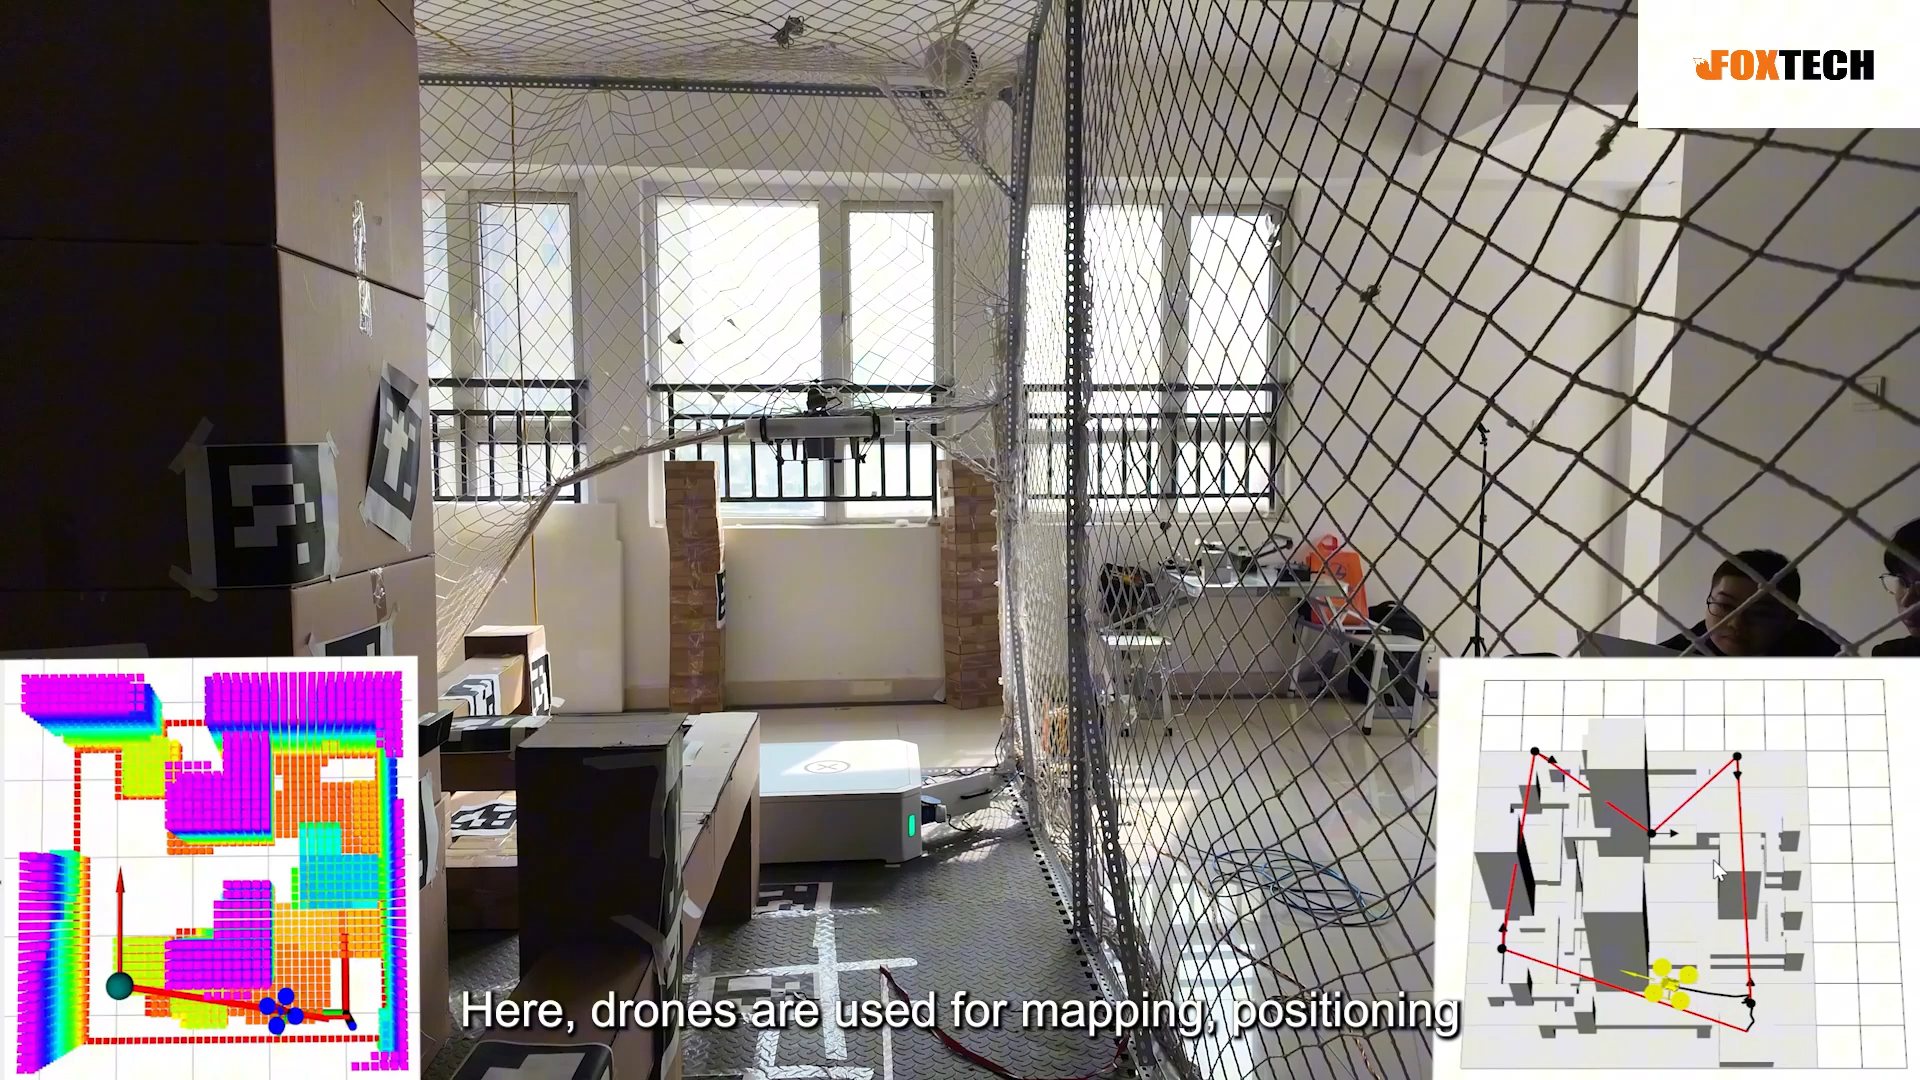 FOXTECH
Here, drones are used for mapping, positioning